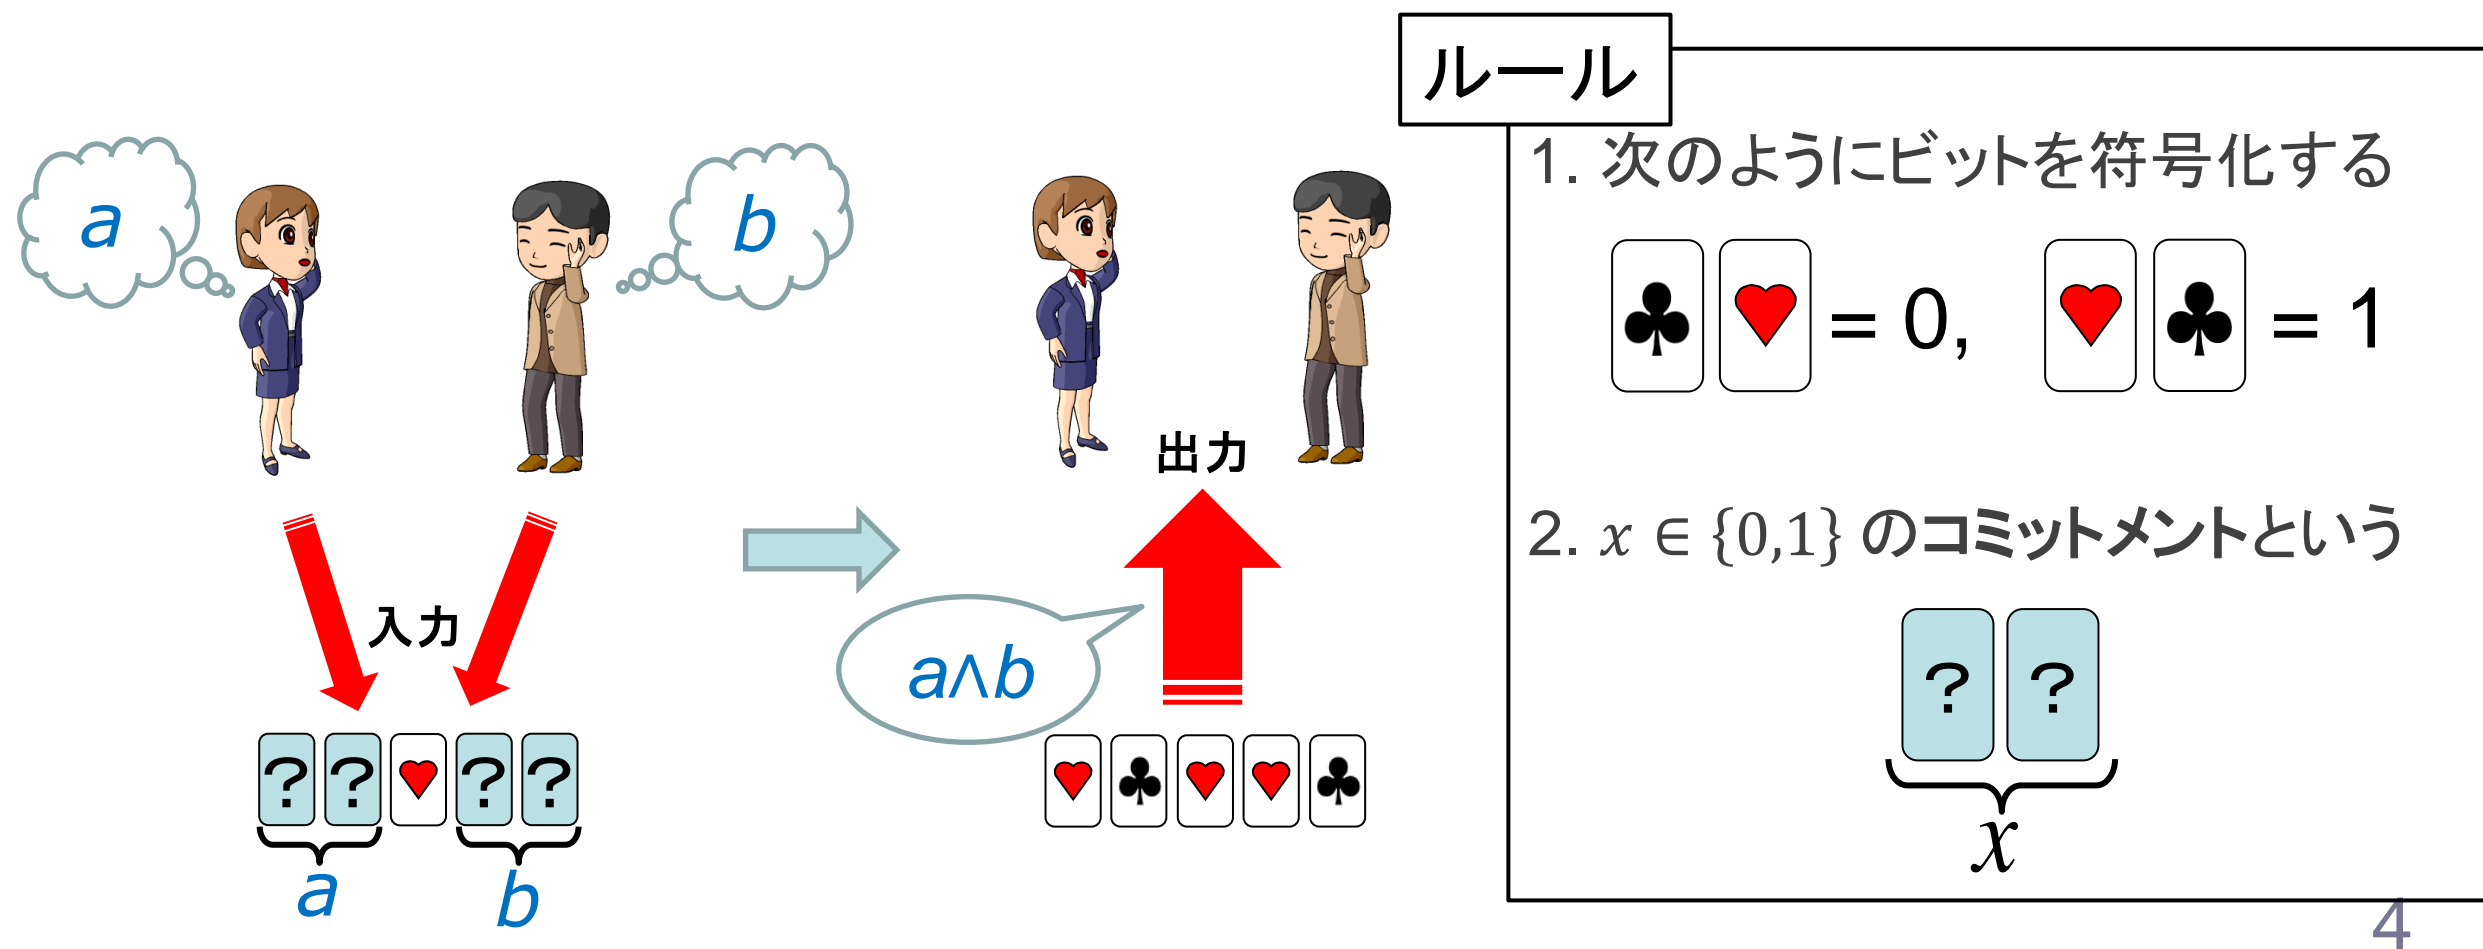 ルール
1. 次のようにビットを符号化する
= 0, = 1
2. x ∈ {0,1} のコミットメントという
? ?
x
a
b
入力
? ? ? ?
a b
出力
a∧b
4